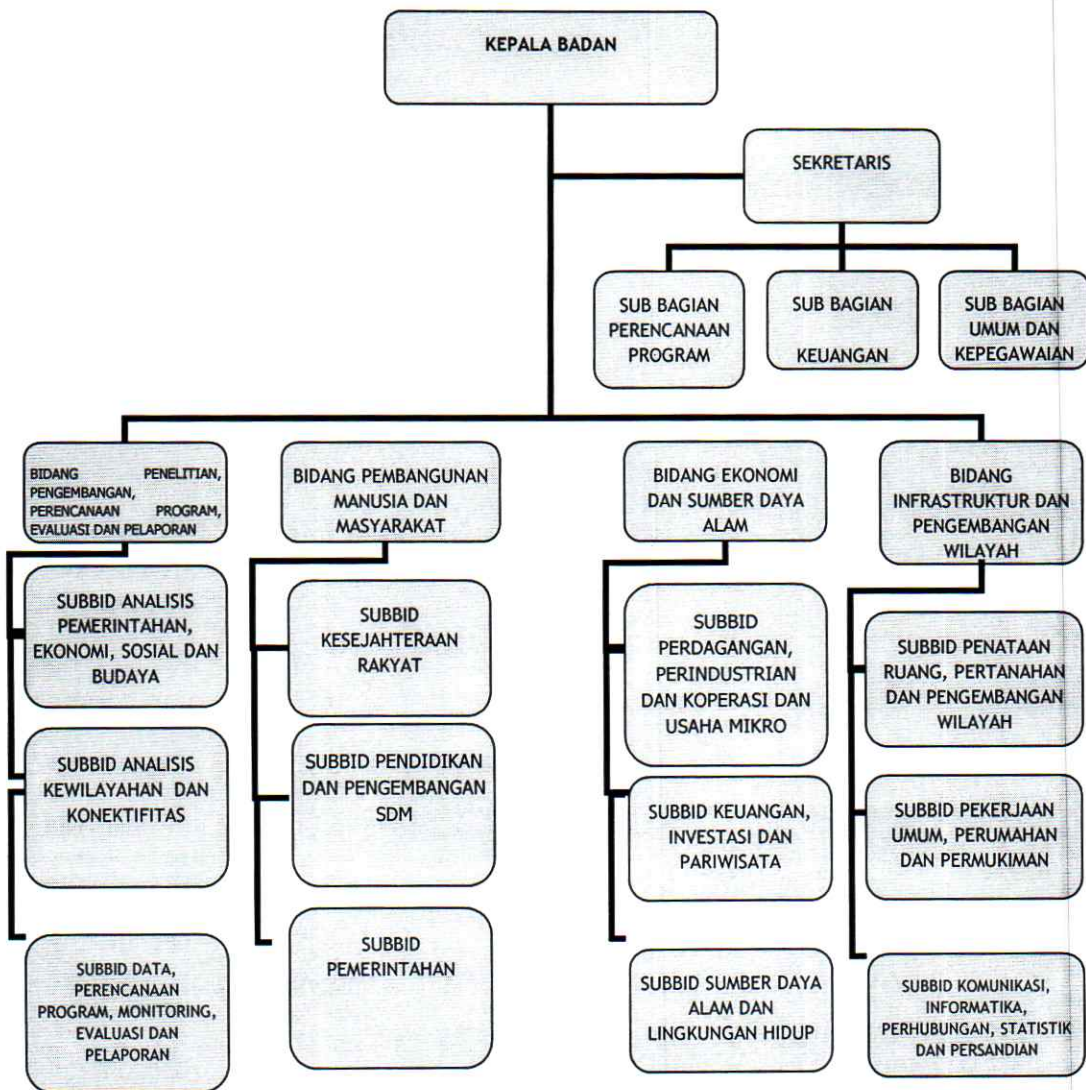 KEPALA BADAN
SEKRETARIS
SUB BAGIAN
PERENCANAAN
PROGRAM
SUB BAGIAN
KEUANGAN
SUB BAGIAN
UMUM DAN
KEPEGAWAIAN
BIDANG PENELITIAN,
PENGEMBANGAN,
PERENCANAAN PROGRAM,
EVALUASI DAN PELAPORAN
SUBBID ANALISIS
PEMERINTAHAN,
EKONOMI, SOSIAL DAN
BUDAYA
SUBBID ANALISIS
KEWILAYAHAN DAN
KONEKTIFITAS
SUBBID DATA,
PERENCANAAN
PROGRAM, MONITORING,
EVALUASI DAN
PELAPORAN
BIDANG PEMBANGUNAN
MANUSIA DAN
MASYARAKAT
SUBBID
KESEJAHTERAAN
RAKYAT
SUBBID PENDIDIKAN
DAN PENGEMBANGAN
SDM
SUBBID
PEMERINTAHAN
BIDANG EKONOMI
DAN SUMBER DAYA
ALAM
SUBBID
PERDAGANGAN,
PERINDUSTRIAN
DAN KOPERASI DAN
USAHA MIKRO
SUBBID KEUANGAN,
INVESTASI DAN
PARIWISATA
SUBBID SUMBER DAYA
ALAM DAN
LINGKUNGAN HIDUP
BIDANG
INFRASTRUKTUR DAN
PENGEMBANGAN
WILAYAH
SUBBID PENATAAN
RUANG, PERTANAHAN
DAN PENGEMBANGAN
WILAYAH
SUBBID PEKERJAAN
UMUM, PERUMAHAN
DAN PERMUKIMAN
SUBBID KOMUNIKASI,
INFORMATIKA,
PERHUBUNGAN, STATISTIK
DAN PERSANDIAN